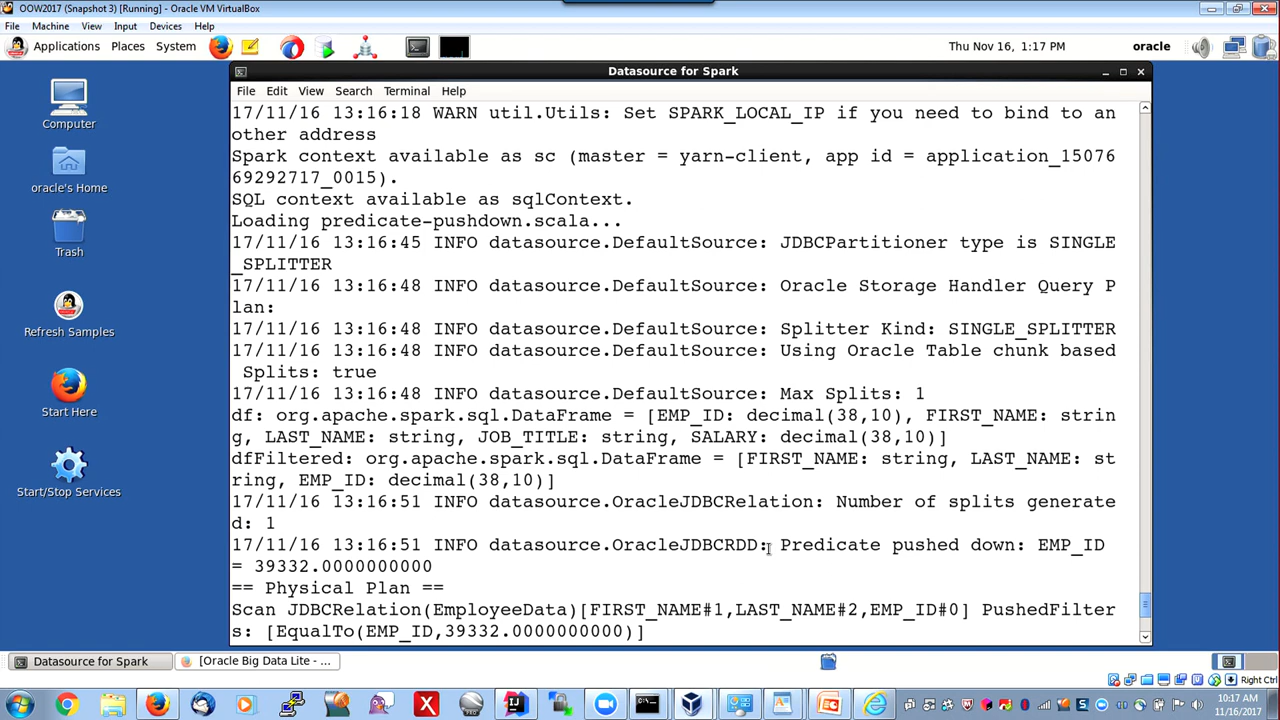 OOW2017 (Snapshot 3) [Running] - Oracle VM VirtualBox
File Machine View Input Devices Help
Applications Places System Thu Nov 16, 1:17 PM oracle
Datasource for Spark
File Edit View Search Terminal Help
17/11/16 13:16:18 WARN util.Utils: Set SPARK_LOCAL_IP if you need to bind to an
other address
Spark context available as sc (master = yarn-client, app id = application_15076
69292717_0015).
SQL context available as sqlContext.
Loading predicate-pushdown.scala...
17/11/16 13:16:45 INFO datasource.DefaultSource: JDBCPartitioner type is SINGLE
_SPLITTER
17/11/16 13:16:48 INFO datasource.DefaultSource: Oracle Storage Handler Query P
lan:
17/11/16 13:16:48 INFO datasource.DefaultSource: Splitter Kind: SINGLE_SPLITTER
17/11/16 13:16:48 INFO datasource.DefaultSource: Using Oracle Table chunk based
Splits: true
17/11/16 13:16:48 INFO datasource.DefaultSource: Max Splits: 1
df: org.apache.spark.sql.DataFrame = [EMP_ID: decimal(38,10), FIRST_NAME: strin
g, LAST_NAME: string, JOB_TITLE: string, SALARY: decimal(38,10)]
dfFiltered: org.apache.spark.sql.DataFrame = [FIRST_NAME: string, LAST_NAME: st
ring, EMP_ID: decimal(38,10)]
17/11/16 13:16:51 INFO datasource.OracleJDBCRelation: Number of splits generate
d: 1
17/11/16 13:16:51 INFO datasource.OracleJDBCRDD: Predicate pushed down: EMP_ID
= 39332.0000000000
== Physical Plan ==
Scan JDBCRelation(EmployeeData)[FIRST_NAME#1,LAST_NAME#2,EMP_ID#0] PushedFilter
s: [EqualTo(EMP_ID,39332.0000000000)]
Computer
oracle's Home
Trash
Refresh Samples
Start Here
Start/Stop Services
Datasource for Spark [Oracle Big Data Lite - ...
Right Ctrl
10:17 AM
11/16/2017